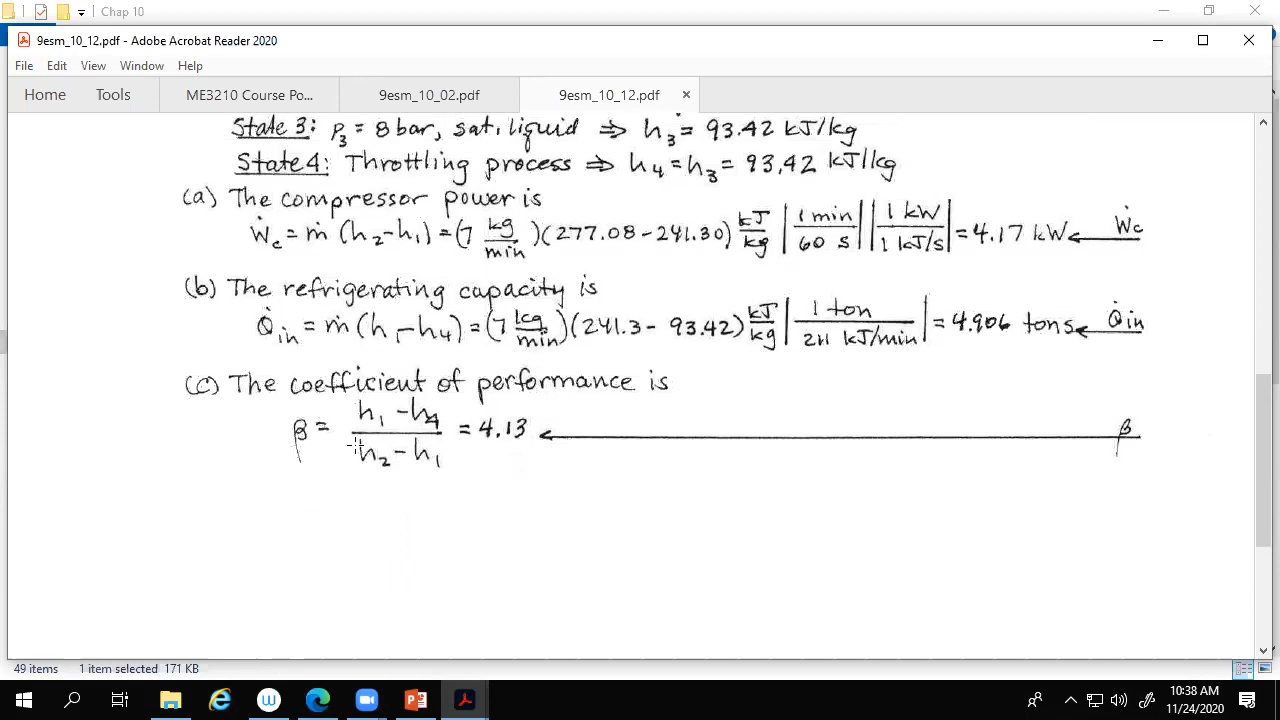 Chap 10
9esm_10_12.pdf - Adobe Acrobat Reader 2020
File Edit View Window Help
Home Tools ME3210 Course Po... 9esm_10_02.pdf 9esm_10_12.pdf ×
State 3: P₃ = 8 bar, sat. liquid ⇒ h₃ = 93.42 kJ/kg
State 4: Throttling process ⇒ h₄ = h₃ = 93.42 kJ/kg
(a) The compressor power is
Ẇc = ṁ (h₂-h₁) = (7 kg/min)(277.08-241.30) kJ/kg |1 min/60 s||1 kW/1 kJ/s| = 4.17 kW ← Ẇc
(b) The refrigerating capacity is
Q̇in = ṁ (h₁-h₄) = (7 kg/min)(241.3-93.42) kJ/kg |1 ton/211 kJ/min| = 4.906 tons ← Q̇in
(c) The coefficient of performance is
β = h₁-h₄/h₂-h₁ = 4.13 ← β
49 items 1 item selected 171 KB
10:38 AM
11/24/2020